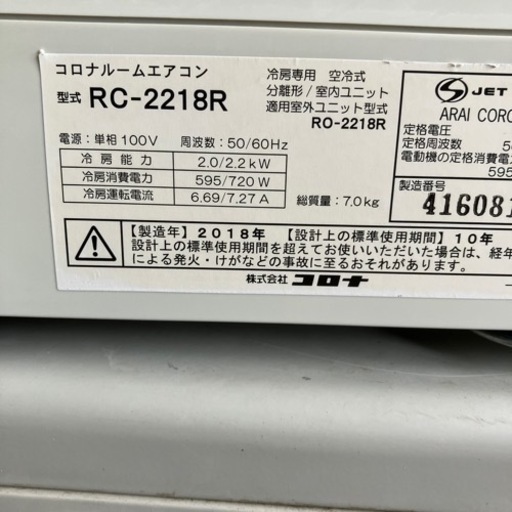 コロナルームエアコン
型式 RC-2218R
冷房専用 空冷式
分離形/室内ユニット
適用室外ユニット型式
RO-2218R
電源:単相100V 周波数:50/60Hz
冷房能力 2.0/2.2kW
冷房消費電力 595/720W
冷房運転電流 6.69/7.27A
総質量:7.0kg
JET
ARAI CORO
定格電圧
定格周波数 50
電動機の定格消費電力
595
製造番号
416081
【製造年】2018年 【設計上の標準使用期間】10年
設計上の標準使用期間を超えてお使いいただいた場合は、経年
による発火・けがなどの事故に至るおそれがあります。
株式会社 コロナ